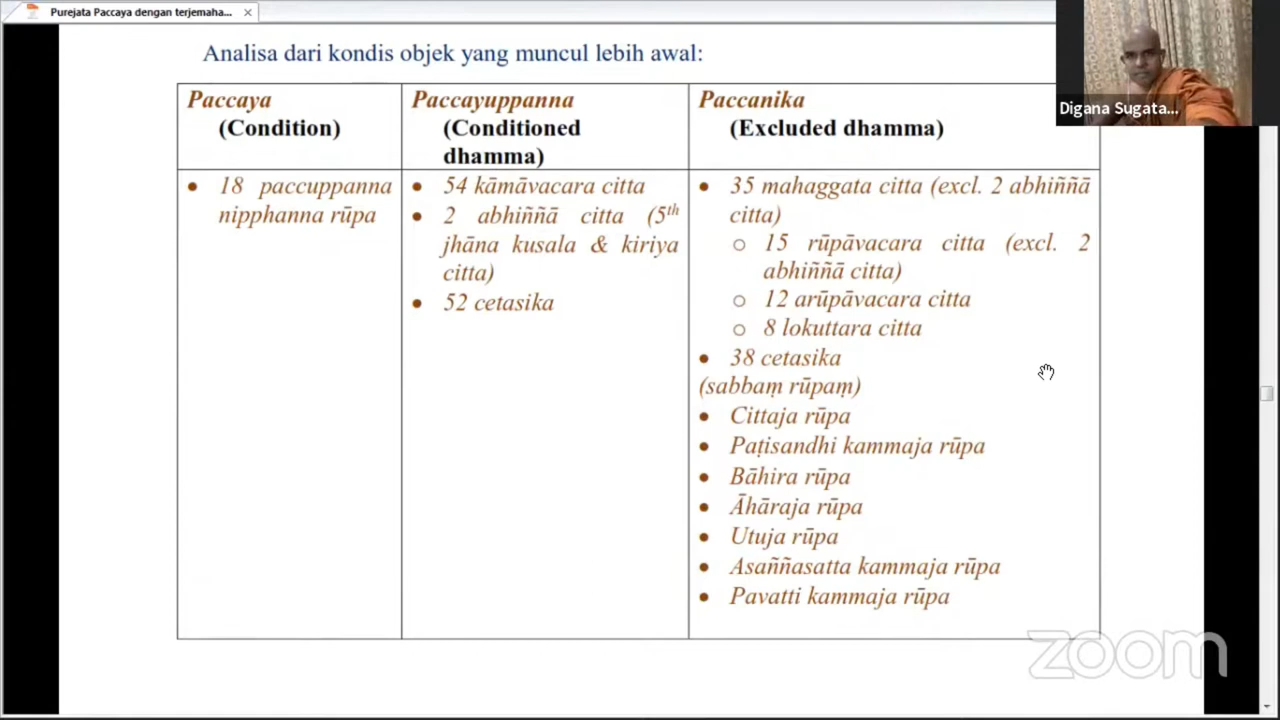 Purejata Paccaya dengan terjemaha...
Analisa dari kondis objek yang muncul lebih awal:
Digana Sugata...
Paccaya
(Condition)
Paccayuppanna
(Conditioned
dhamma)
Paccanika
(Excluded dhamma)
• 18 paccuppanna
nipphanna rūpa
• 54 kāmāvacara citta
• 2 abhiññā citta (5th
jhāna kusala & kiriya
citta)
• 52 cetasika
• 35 mahaggata citta (excl. 2 abhiññā
citta)
o 15 rūpāvacara citta (excl. 2
abhiññā citta)
o 12 arūpāvacara citta
o 8 lokuttara citta
• 38 cetasika
(sabbaṃ rūpaṃ)
• Cittaja rūpa
• Paṭisandhi kammaja rūpa
• Bāhira rūpa
• Āhāraja rūpa
• Utuja rūpa
• Asaññasatta kammaja rūpa
• Pavatti kammaja rūpa
zoom